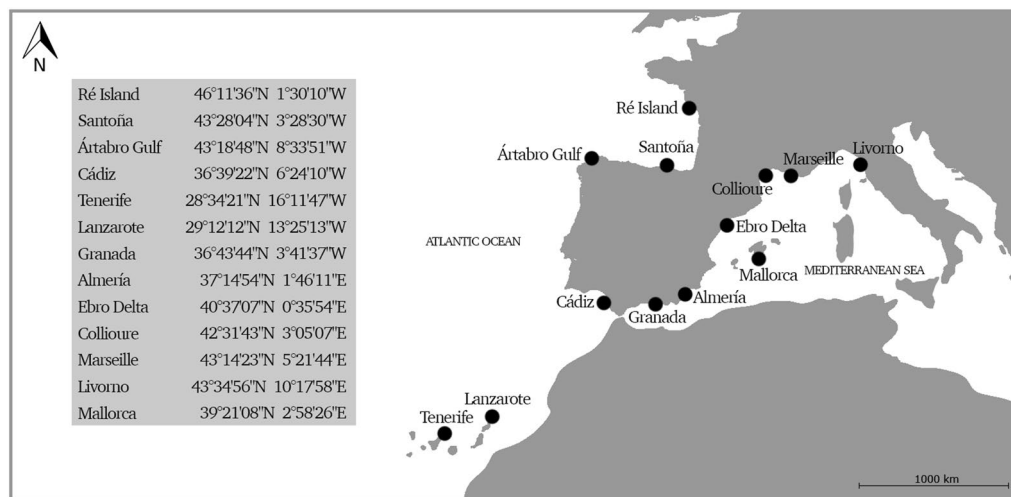 N
Ré Island 46°11'36"N 1°30'10"W
Santoña 43°28'04"N 3°28'30"W
Ártabro Gulf 43°18'48"N 8°33'51"W
Cádiz 36°39'22"N 6°24'10"W
Tenerife 28°34'21"N 16°11'47"W
Lanzarote 29°12'12"N 13°25'13"W
Granada 36°43'44"N 3°41'37"W
Almería 37°14'54"N 1°46'11"E
Ebro Delta 40°37'07"N 0°35'54"E
Collioure 42°31'43"N 3°05'07"E
Marseille 43°14'23"N 5°21'44"E
Livorno 43°34'56"N 10°17'58"E
Mallorca 39°21'08"N 2°58'26"E
Ré Island
Ártabro Gulf
Santoña
Livorno
Marseille
Collioure
Ebro Delta
ATLANTIC OCEAN
Mallorca
MEDITERRANEAN SEA
Cádiz
Almería
Granada
Lanzarote
Tenerife
1000 km